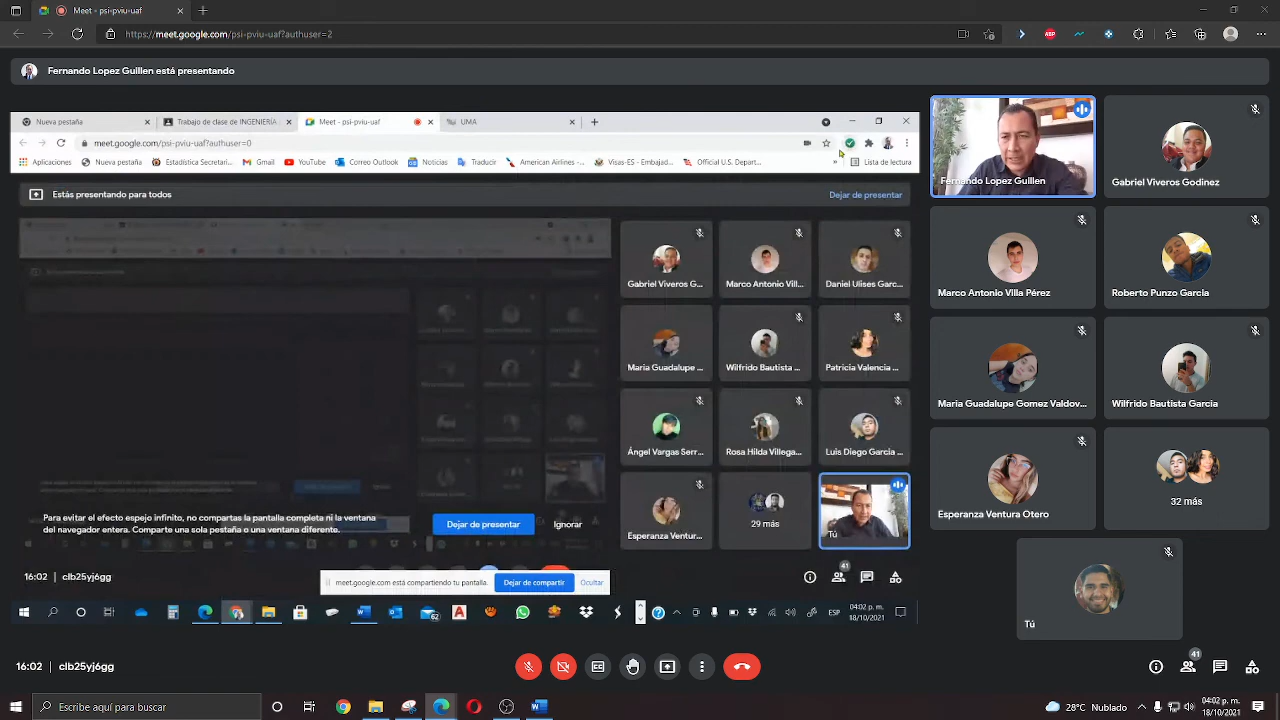 Meet - psi-pviu-uaf
https://meet.google.com/psi-pviu-uaf?authuser=2
Fernando Lopez Guillen está presentando
Nueva pestaña
Trabajo de clase de INGENIERÍA
Meet - psi-pviu-uaf
UMA
meet.google.com/psi-pviu-uaf?authuser=0
Aplicaciones
Nueva pestaña
Estadística Secretari...
Gmail
YouTube
Correo Outlook
Noticias
Traducir
American Airlines -...
Visas-ES - Embajad...
Official U.S. Depart...
»
Lista de lectura
Estás presentando para todos
Dejar de presentar
Gabriel Viveros G...
Marco Antonio Vill...
Daniel Ulises Garc...
Maria Guadalupe ...
Wilfrido Bautista ...
Patricia Valencia ...
Ángel Vargas Serr...
Rosa Hilda Villega...
Luis Diego Garcia ...
Esperanza Ventur...
29 más
Tú
Para evitar el efecto espejo infinito, no compartas la pantalla completa ni la ventana
del navegador entera. Comparte una sola pestaña o una ventana diferente.
Dejar de presentar
Ignorar
16:02 | clb25yj6gg
meet.google.com está compartiendo tu pantalla.
Dejar de compartir
Ocultar
41
62
ESP
04:02 p. m.
18/10/2021
Fernando Lopez Guillen
Gabriel Viveros Godínez
Marco Antonio Villa Pérez
Roberto Punzo Garcia
Maria Guadalupe Gomez Valdov...
Wilfrido Bautista Garcia
Esperanza Ventura Otero
32 más
Tú
16:02 | clb25yj6gg
41
Escribe aquí para buscar
28°C Nublado
04:02 p. m.
18/10/2021